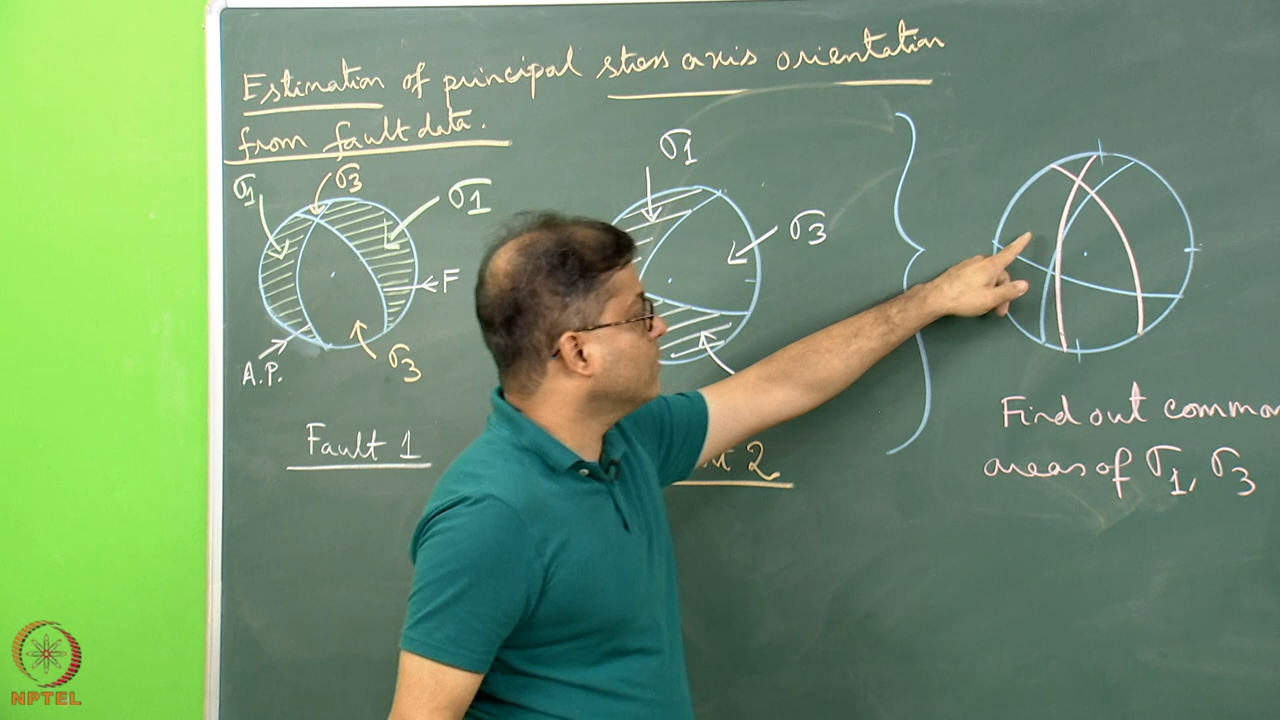 Estimation of principal stress axis orientation
from fault data.
σ1
σ3
σ1
F
σ3
A.P.
Fault 1
σ1
σ3
2
Find out
areas of σ1, σ3
NPTEL